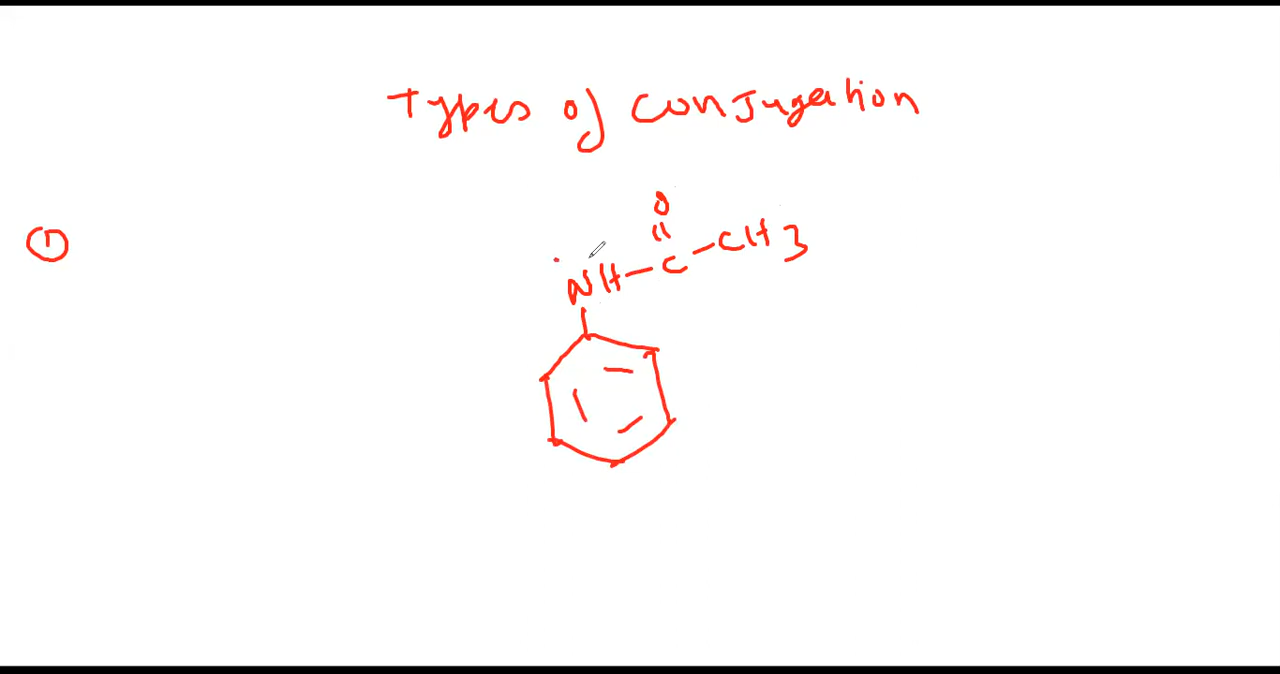 Types of conjugation
O
①
NH - C - CH3